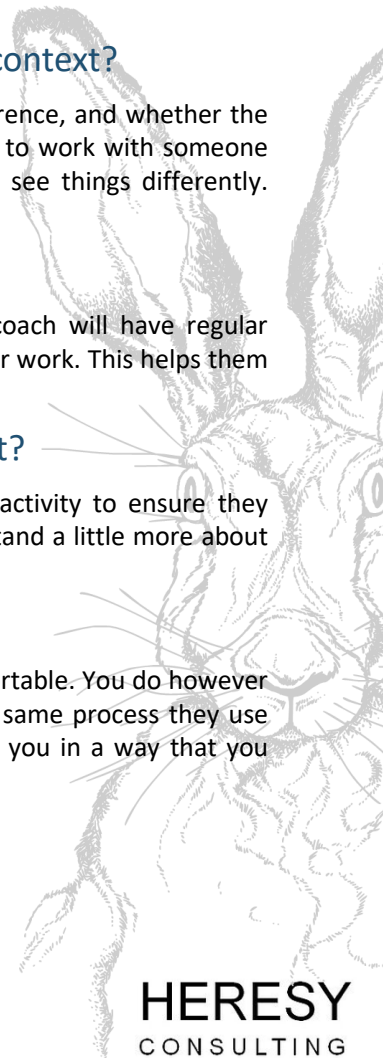 context?
rence, and whether the
to work with someone
see things differently.
coach will have regular
r work. This helps them
t?
activity to ensure they
tand a little more about
rtable. You do however
same process they use
you in a way that you
HERESY
CONSULTING